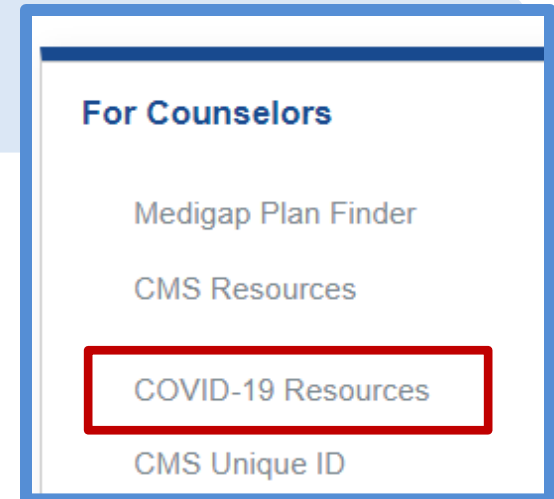 For Counselors
Medigap Plan Finder
CMS Resources
COVID-19 Resources
CMS Unique ID